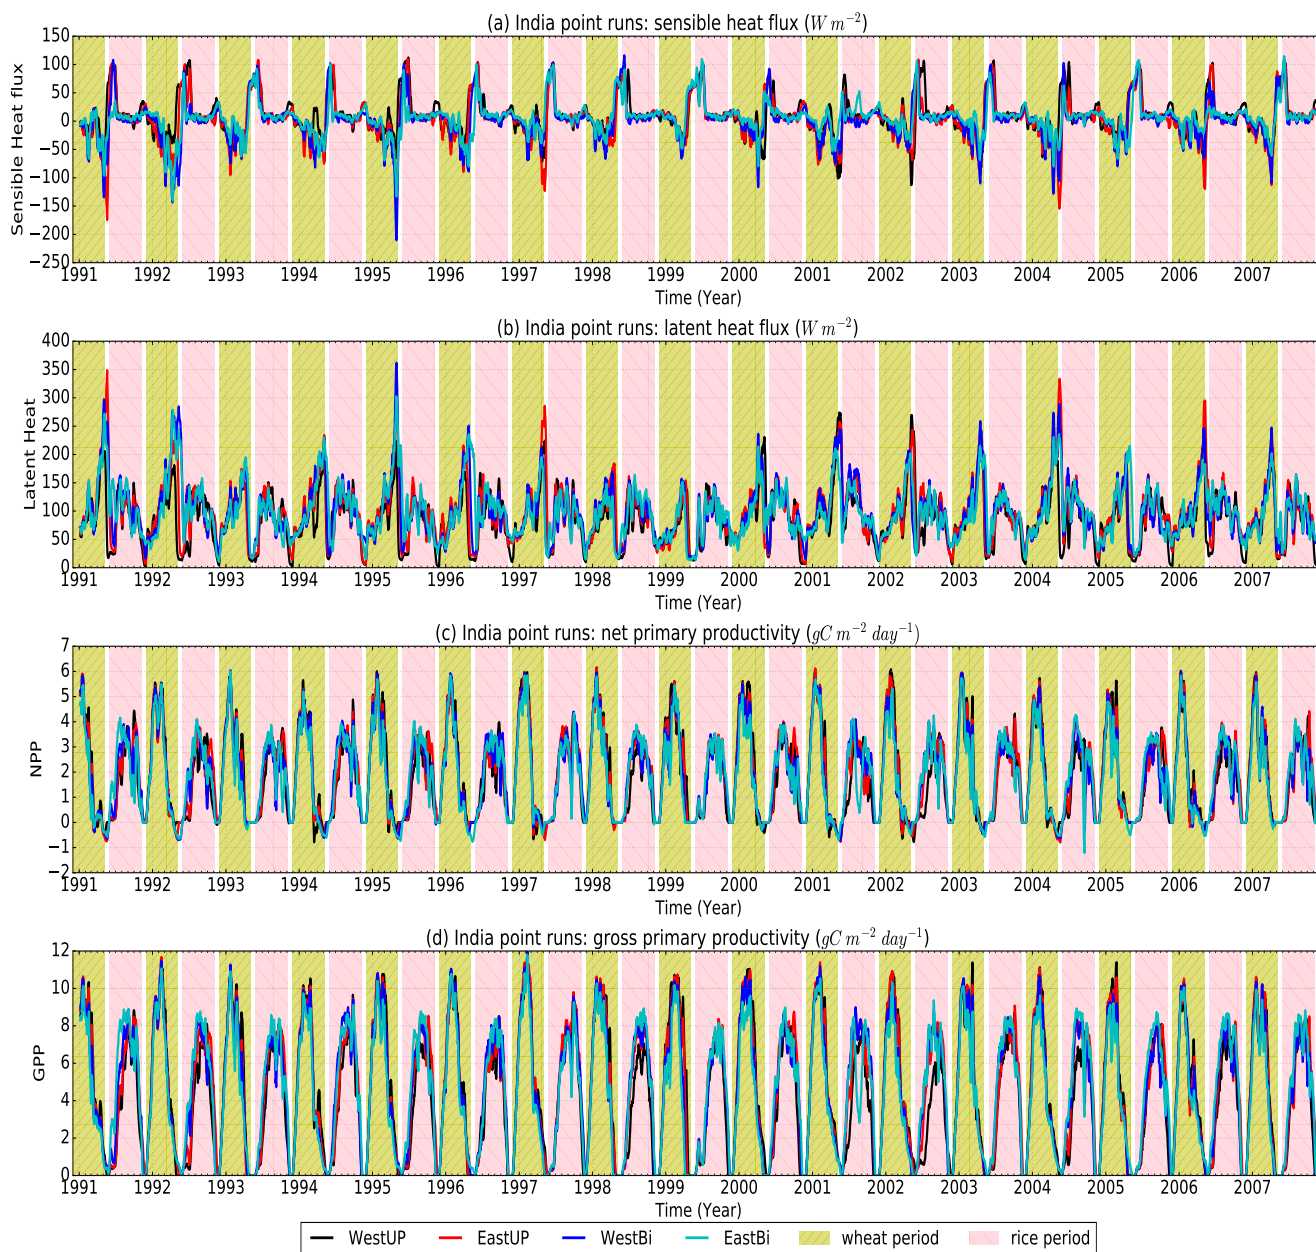 (a) India point runs: sensible heat flux (W m−2)
Sensible Heat flux
150
100
50
0
−50
−100
−150
−200
−250
1991 1992 1993 1994 1995 1996 1997 1998 1999 2000 2001 2002 2003 2004 2005 2006 2007
Time (Year)
(b) India point runs: latent heat flux (W m−2)
Latent Heat
400
350
300
250
200
150
100
50
0
1991 1992 1993 1994 1995 1996 1997 1998 1999 2000 2001 2002 2003 2004 2005 2006 2007
Time (Year)
(c) India point runs: net primary productivity (gC m−2 day−1)
NPP
7
6
5
4
3
2
1
0
−1
−2
1991 1992 1993 1994 1995 1996 1997 1998 1999 2000 2001 2002 2003 2004 2005 2006 2007
Time (Year)
(d) India point runs: gross primary productivity (gC m−2 day−1)
GPP
12
10
8
6
4
2
0
1991 1992 1993 1994 1995 1996 1997 1998 1999 2000 2001 2002 2003 2004 2005 2006 2007
Time (Year)
WestUP EastUP WestBi EastBi wheat period rice period